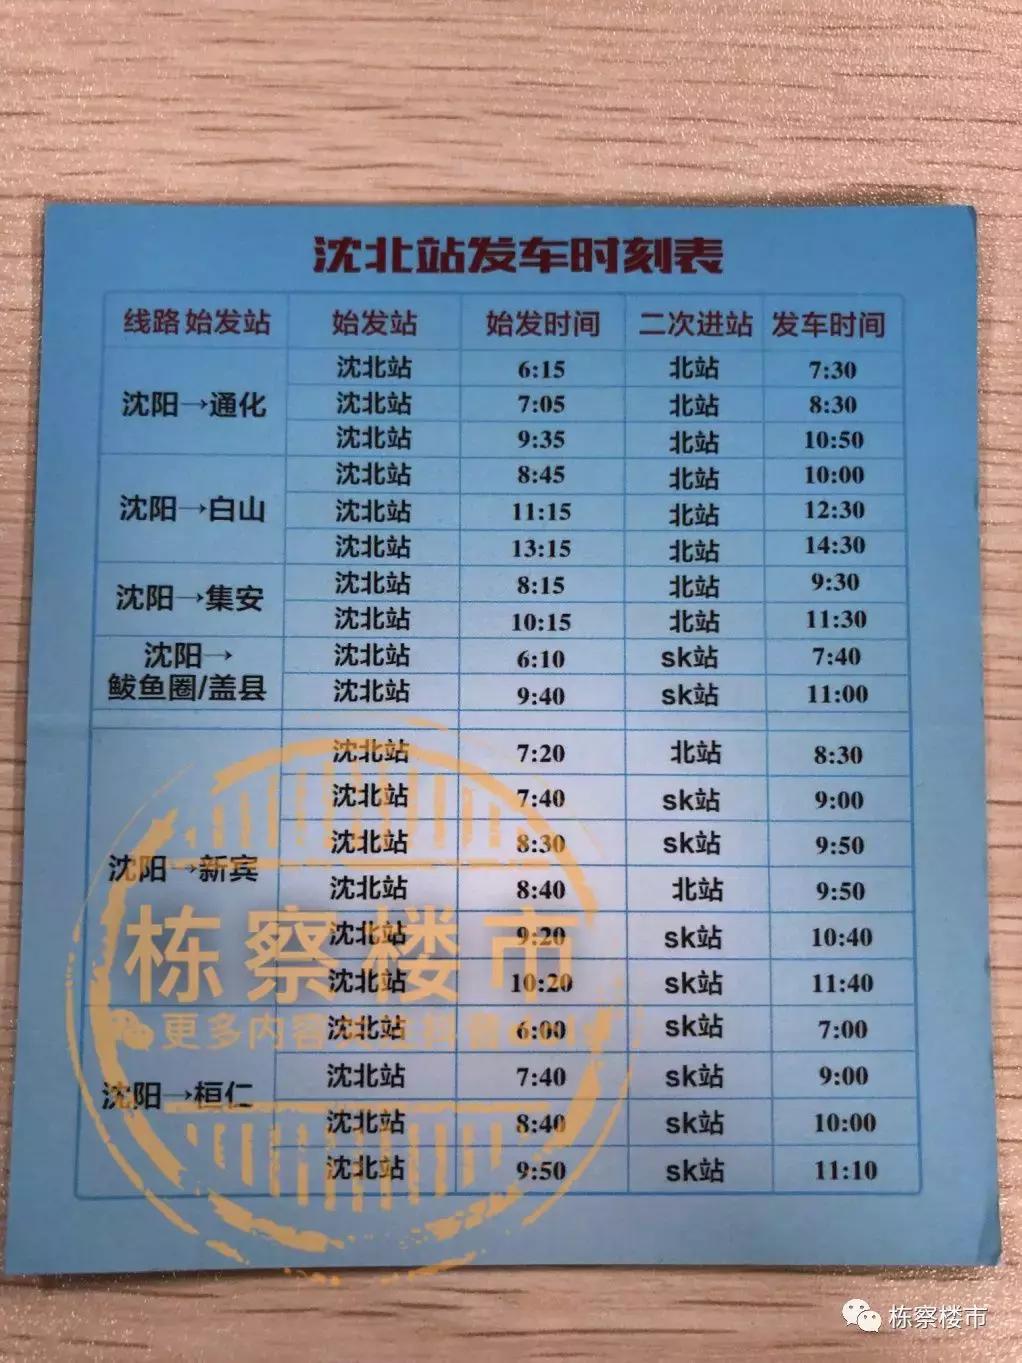 沈北站发车时刻表
线路 始发站 始发站 始发时间 二次进站 发车时间
沈阳→通化
沈北站 6:15 北站 7:30
沈北站 7:05 北站 8:30
沈北站 9:35 北站 10:50
沈阳→白山
沈北站 8:45 北站 10:00
沈北站 11:15 北站 12:30
沈北站 13:15 北站 14:30
沈阳→集安
沈北站 8:15 北站 9:30
沈北站 10:15 北站 11:30
沈阳→
鲅鱼圈/盖县
沈北站 6:10 sk站 7:40
沈北站 9:40 sk站 11:00
沈阳→新宾
沈北站 7:20 北站 8:30
沈北站 7:40 sk站 9:00
沈北站 8:30 sk站 9:50
沈北站 8:40 北站 9:50
沈北站 9:20 sk站 10:40
沈北站 10:20 sk站 11:40
沈阳→桓仁
沈北站 6:00 sk站 7:00
沈北站 7:40 sk站 9:00
沈北站 8:40 sk站 10:00
沈北站 9:50 sk站 11:10
栋察楼市
更多内容
栋察楼市